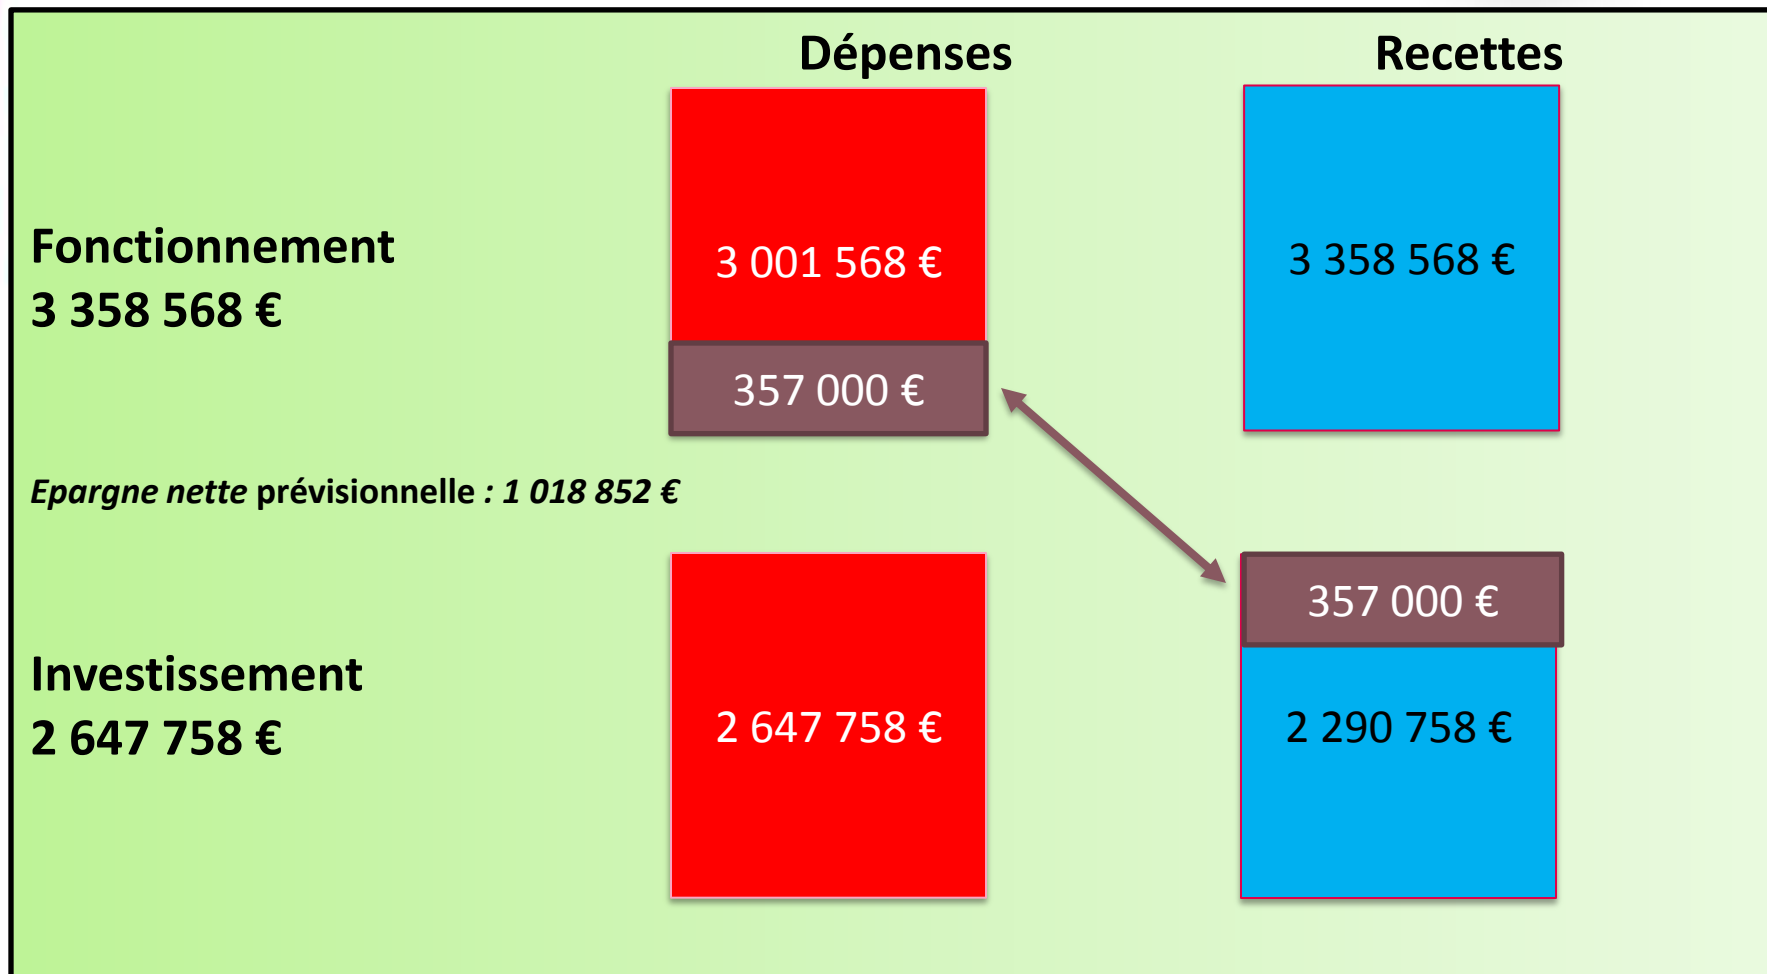 Dépenses
Recettes
Fonctionnement
3 358 568 €
3 001 568 €
3 358 568 €
357 000 €
Epargne nette prévisionnelle : 1 018 852 €
357 000 €
Investissement
2 647 758 €
2 647 758 €
2 290 758 €